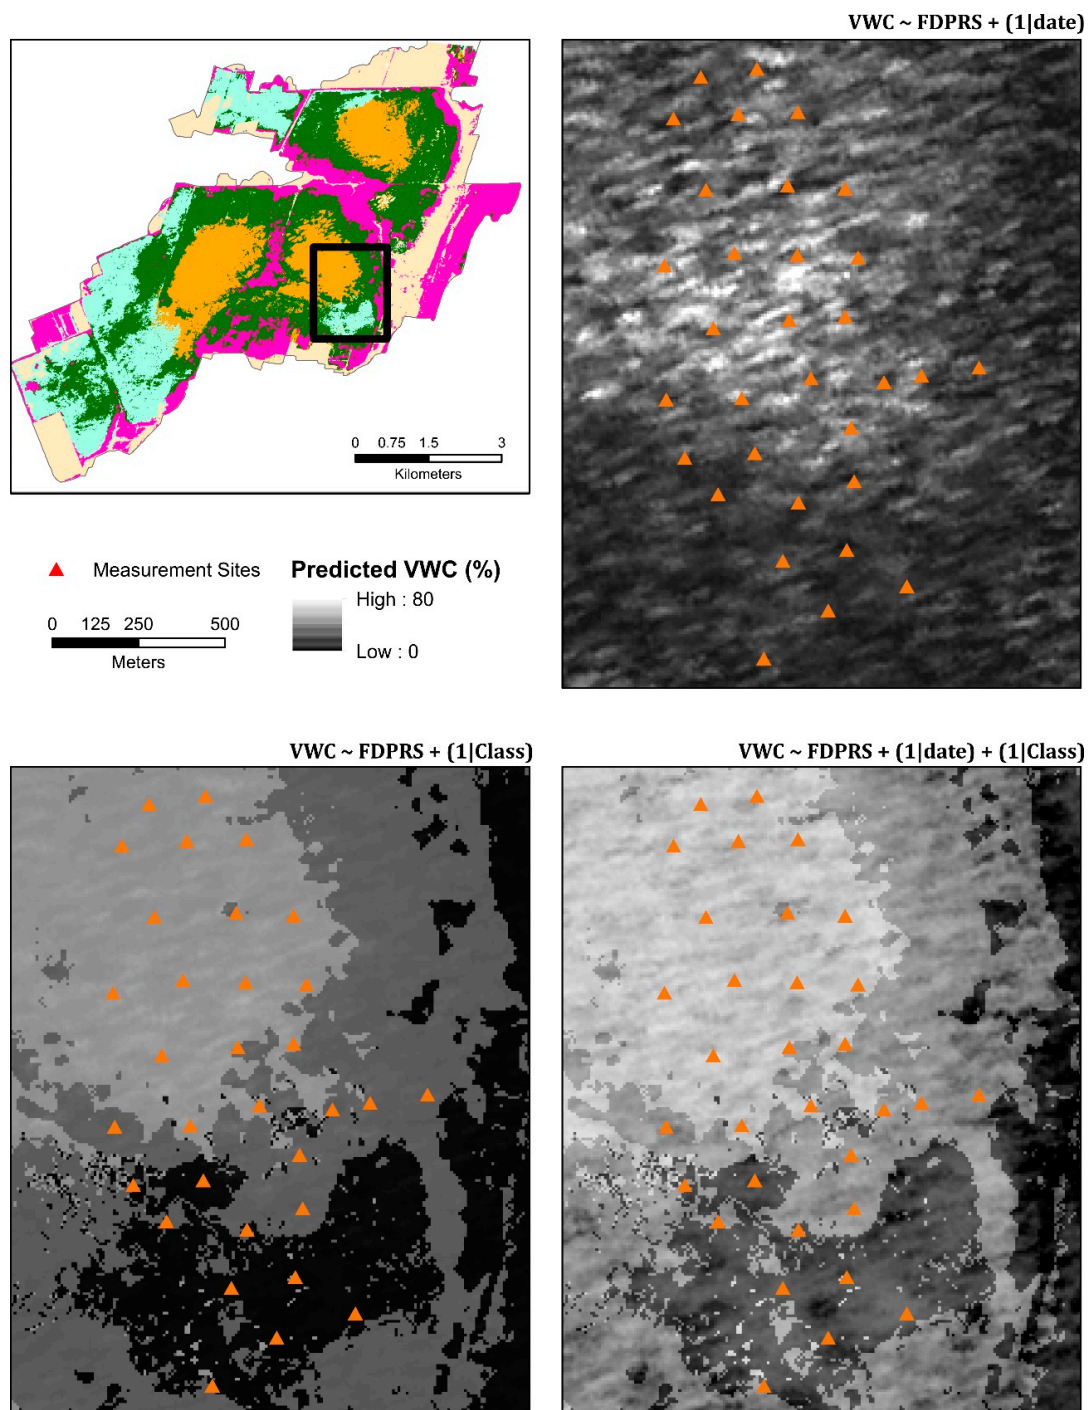 VWC ~ FDPRS + (1|date)
0 0.75 1.5 3
Kilometers
Measurement Sites
Predicted VWC (%)
High : 80
Low : 0
0 125 250 500
Meters
VWC ~ FDPRS + (1|Class)
VWC ~ FDPRS + (1|date) + (1|Class)